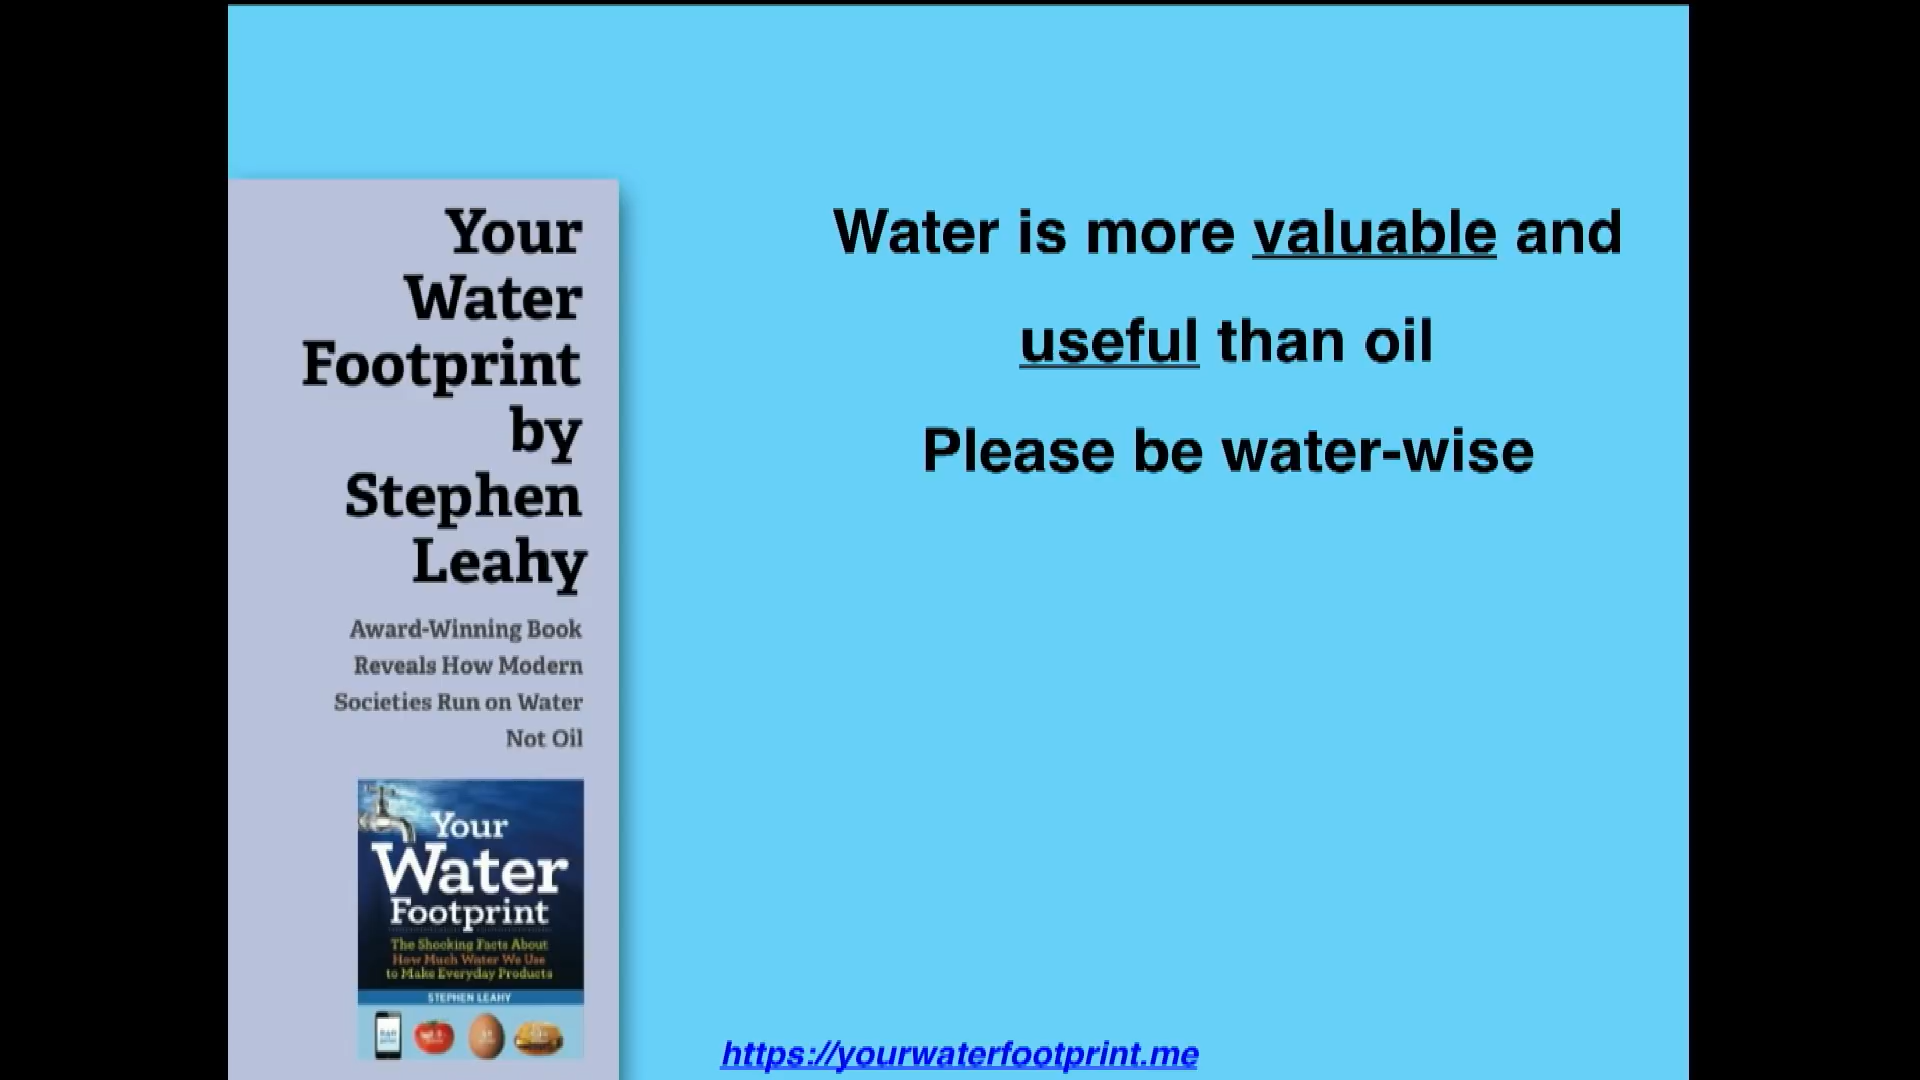 Your
Water
Footprint
by
Stephen
Leahy
Award-Winning Book
Reveals How Modern
Societies Run on Water
Not Oil
Your
Water
Footprint
The Shocking Facts About
How Much Water We Use
to Make Everyday Products
STEPHEN LEAHY
Water is more valuable and
useful than oil
Please be water-wise
https://yourwaterfootprint.me